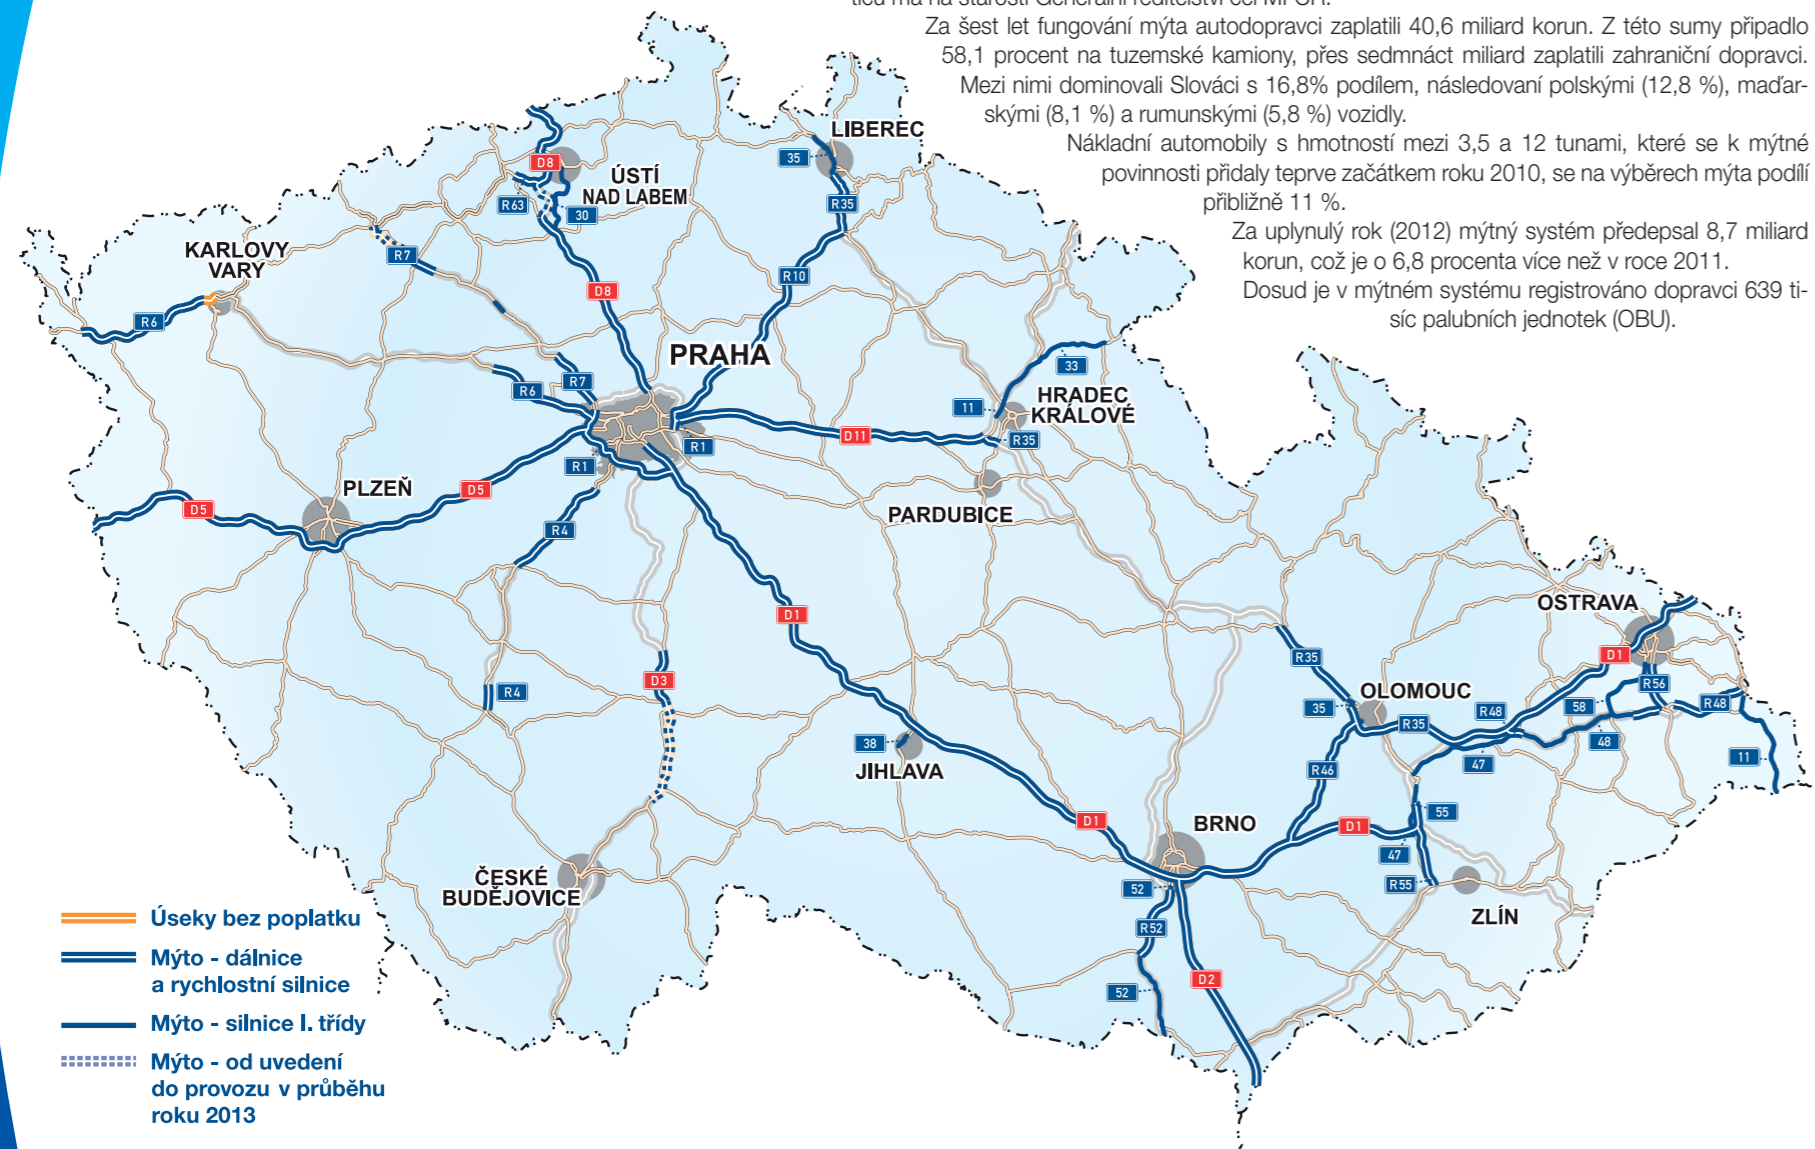 ticů má na starosti Generální ředitelství cel MFČR.
Za šest let fungování mýta autodopravci zaplatili 40,6 miliard korun. Z této sumy připadlo
58,1 procent na tuzemské kamiony, přes sedmnáct miliard zaplatili zahraniční dopravci.
Mezi nimi dominovali Slováci s 16,8% podílem, následovaní polskými (12,8 %), maďar-
skými (8,1 %) a rumunskými (5,8 %) vozidly.
Nákladní automobily s hmotností mezi 3,5 a 12 tunami, které se k mýtné
povinnosti přidaly teprve začátkem roku 2010, se na výběrech mýta podílí
přibližně 11 %.
Za uplynulý rok (2012) mýtný systém předepsal 8,7 miliard
korun, což je o 6,8 procenta více než v roce 2011.
Dosud je v mýtném systému registrováno dopravci 639 ti-
síc palubních jednotek (OBU).
LIBEREC
35
D8
ÚSTÍ
NAD LABEM
R63
30
R35
KARLOVY
VARY
R7
R10
D8
R6
PRAHA
33
R6
R7
HRADEC
KRÁLOVÉ
11
D11
R35
R1
R1
PLZEŇ
D5
D5
PARDUBICE
R4
D1
OSTRAVA
D1
R35
R4
D3
OLOMOUC
R56
35
R35
R48
58
R48
38
JIHLAVA
48
47
11
R46
55
D1
BRNO
D1
47
ČESKÉ
BUDĚJOVICE
52
R55
ZLÍN
R52
D2
52
Úseky bez poplatku
Mýto - dálnice
a rychlostní silnice
Mýto - silnice I. třídy
Mýto - od uvedení
do provozu v průběhu
roku 2013